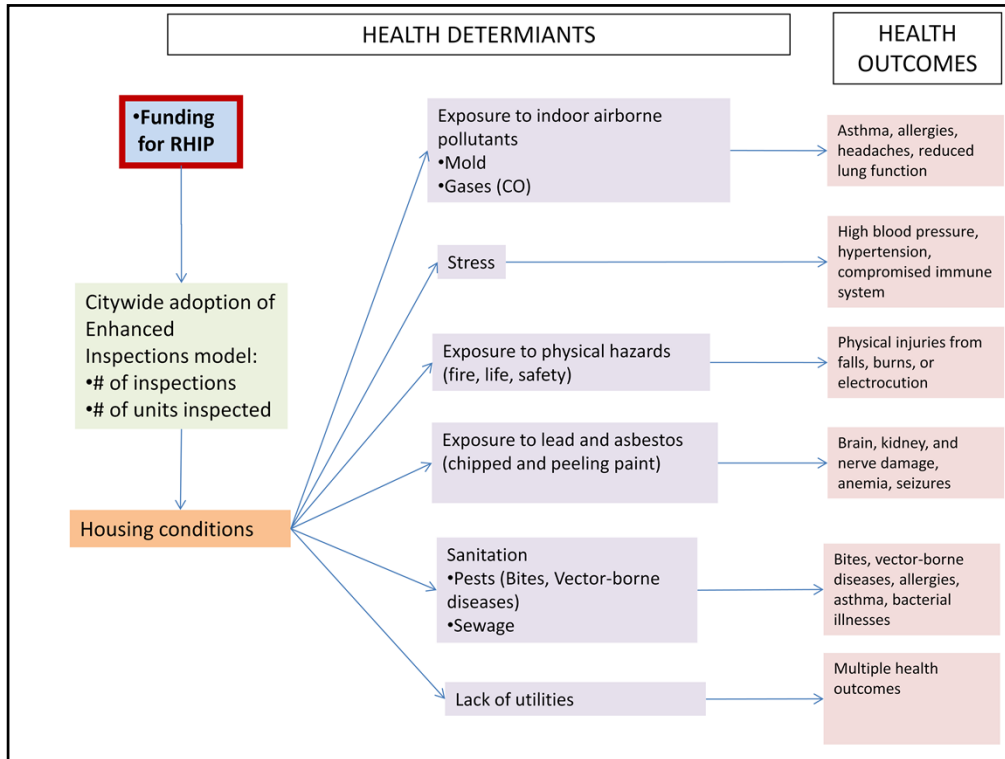 HEALTH DETERMIANTS
HEALTH
OUTCOMES
•Funding
for RHIP
Citywide adoption of
Enhanced
Inspections model:
•# of inspections
•# of units inspected
Housing conditions
Exposure to indoor airborne
pollutants
•Mold
•Gases (CO)
Stress
Exposure to physical hazards
(fire, life, safety)
Exposure to lead and asbestos
(chipped and peeling paint)
Sanitation
•Pests (Bites, Vector-borne
diseases)
•Sewage
Lack of utilities
Asthma, allergies,
headaches, reduced
lung function
High blood pressure,
hypertension,
compromised immune
system
Physical injuries from
falls, burns, or
electrocution
Brain, kidney, and
nerve damage,
anemia, seizures
Bites, vector-borne
diseases, allergies,
asthma, bacterial
illnesses
Multiple health
outcomes